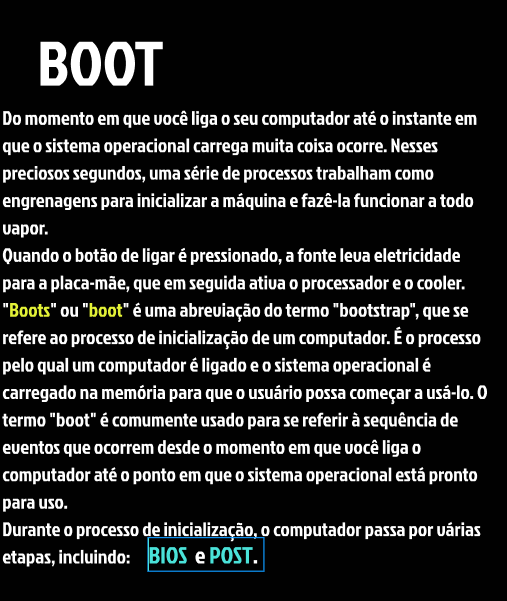 BOOT
Do momento em que você liga o seu computador até o instante em
que o sistema operacional carrega muita coisa ocorre. Nesses
preciosos segundos, uma série de processos trabalham como
engrenagens para inicializar a máquina e fazê-la funcionar a todo
vapor.
Quando o botão de ligar é pressionado, a fonte leva eletricidade
para a placa-mãe, que em seguida ativa o processador e o cooler.
"Boots" ou "boot" é uma abreviação do termo "bootstrap", que se
refere ao processo de inicialização de um computador. É o processo
pelo qual um computador é ligado e o sistema operacional é
carregado na memória para que o usuário possa começar a usá-lo. O
termo "boot" é comumente usado para se referir à sequência de
eventos que ocorrem desde o momento em que você liga o
computador até o ponto em que o sistema operacional está pronto
para uso.
Durante o processo de inicialização, o computador passa por várias
etapas, incluindo: BIOS e POST.